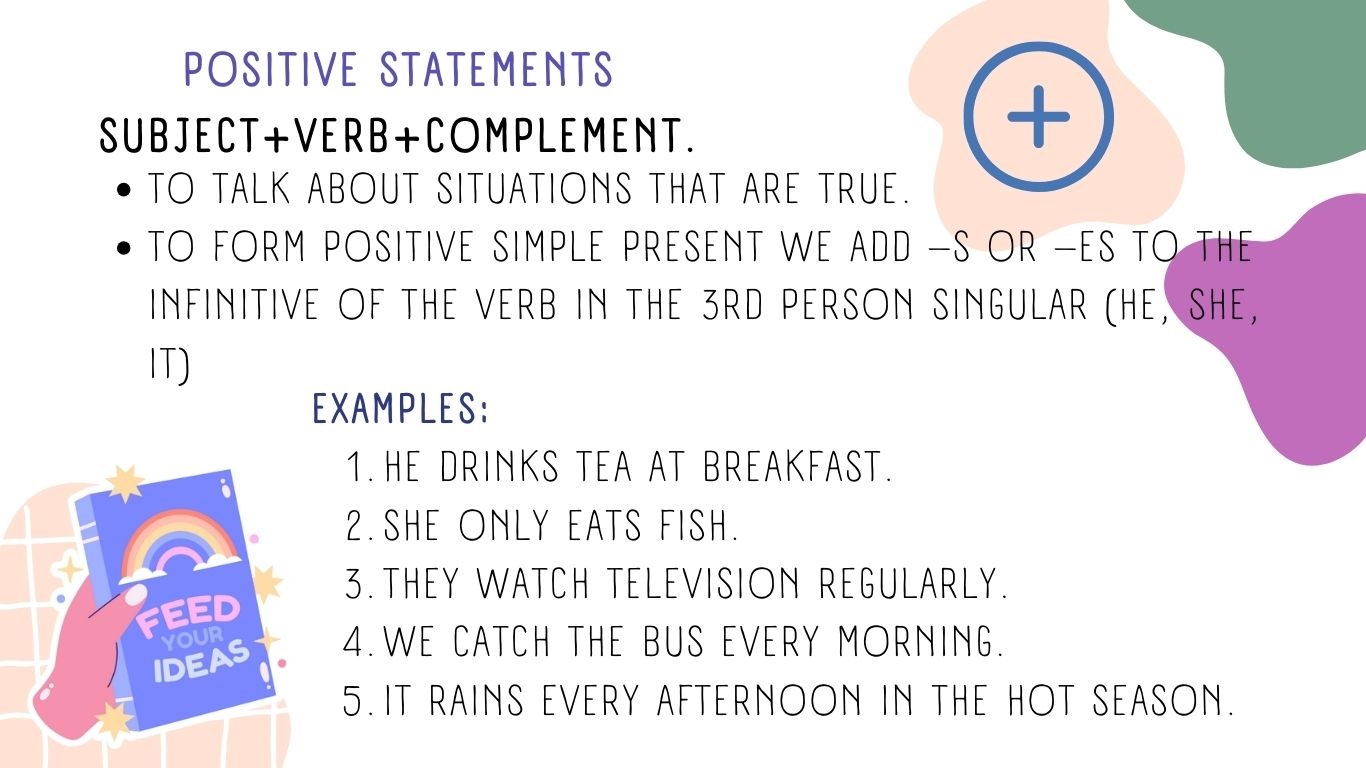 POSITIVE STATEMENTS
SUBJECT+VERB+COMPLEMENT.
• TO TALK ABOUT SITUATIONS THAT ARE TRUE.
• TO FORM POSITIVE SIMPLE PRESENT WE ADD –S OR –ES TO THE
INFINITIVE OF THE VERB IN THE 3RD PERSON SINGULAR (HE, SHE,
IT)
EXAMPLES:
1. HE DRINKS TEA AT BREAKFAST.
2. SHE ONLY EATS FISH.
3. THEY WATCH TELEVISION REGULARLY.
4. WE CATCH THE BUS EVERY MORNING.
5. IT RAINS EVERY AFTERNOON IN THE HOT SEASON.
FEED
YOUR
IDEAS